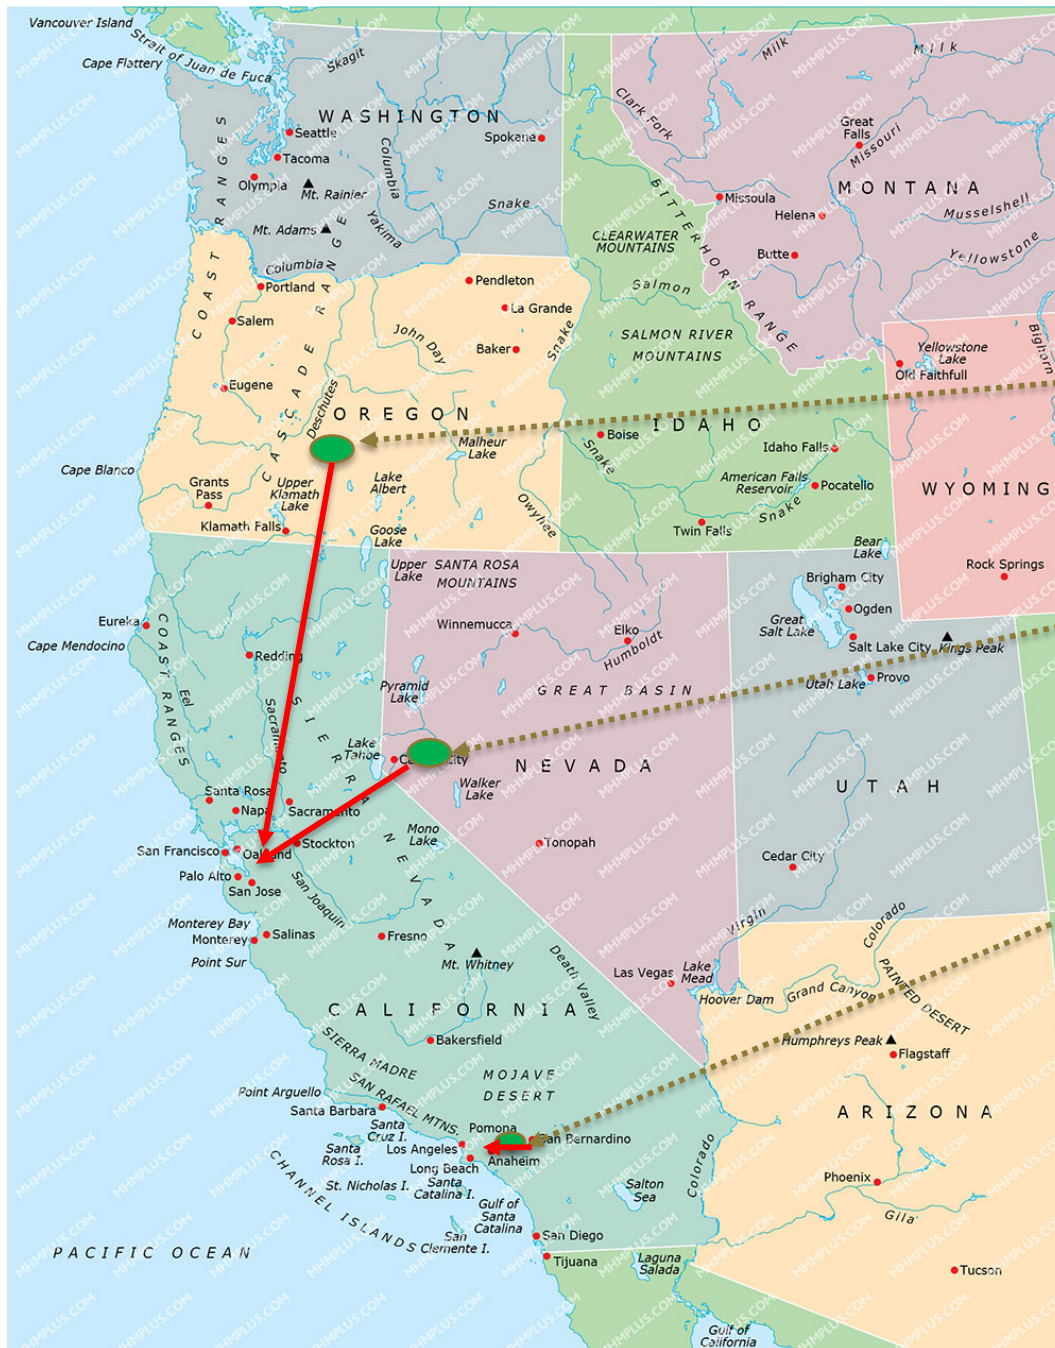 Vancouver Island
Strait of Juan de Fuca
Cape Flattery
Skagit
WASHINGTON
Seattle
Spokane
Tacoma
Olympia
Mt. Rainier
Columbia
Snake
Mt. Adams
Yakima
Columbia
COAST RANGES
CASCADE RANGE
Milk
Milk
Clark Fork
Great
Falls
Missouri
MONTANA
Missoula
Helena
Musselshell
Butte
Yellowstone
BITTERHORN RANGE
CLEARWATER
MOUNTAINS
Salmon
SALMON RIVER
MOUNTAINS
Portland
Pendleton
La Grande
Salem
John Day
Baker
Snake
Eugene
Deschutes
OREGON
Malheur
Lake
Cape Blanco
Grants
Pass
Upper
Klamath
Lake
Lake
Albert
Klamath Falls
Goose
Lake
Owyhee
Bighorn
Yellowstone
Lake
Old Faithfull
IDAHO
Boise
Snake
Idaho Falls
American Falls
Reservoir
Pocatello
Snake
Twin Falls
WYOMING
Bear
Lake
Rock Springs
Upper
Lake
SANTA ROSA
MOUNTAINS
Brigham City
Ogden
Great
Salt Lake
Salt Lake City
Kings Peak
Utah Lake
Provo
Eureka
Cape Mendocino
COAST RANGES
Eel
Redding
Sacramento
SIERRA NEVADA
Winnemucca
Elko
Humboldt
Pyramid
Lake
GREAT BASIN
Lake
Tahoe
NEVADA
Walker
Lake
UTAH
Santa Rosa
Napa
Sacramento
Mono
Lake
Tonopah
San Francisco
Oakland
Stockton
Palo Alto
San Jose
San Joaquin
Cedar City
Monterey Bay
Monterey
Salinas
Fresno
Point Sur
Mt. Whitney
Death Valley
Virgin
Colorado
Las Vegas
Lake
Mead
Hoover Dam
Grand Canyon
PAINTED DESERT
CALIFORNIA
Bakersfield
Humphreys Peak
Flagstaff
SIERRA MADRE
SAN RAFAEL MTNS.
MOJAVE
DESERT
Point Arguello
Santa Barbara
Santa
Cruz I.
Pomona
San Bernardino
ARIZONA
Santa
Rosa I.
Los Angeles
Anaheim
Long Beach
St. Nicholas I.
Santa
Catalina I.
CHANNEL ISLANDS
Gulf of
Santa
Catalina
San
Clemente I.
Salton
Sea
Colorado
Phoenix
Gila
San Diego
Tijuana
Laguna
Salada
Tucson
PACIFIC OCEAN
Gulf of
California
MHMPLUS.COM